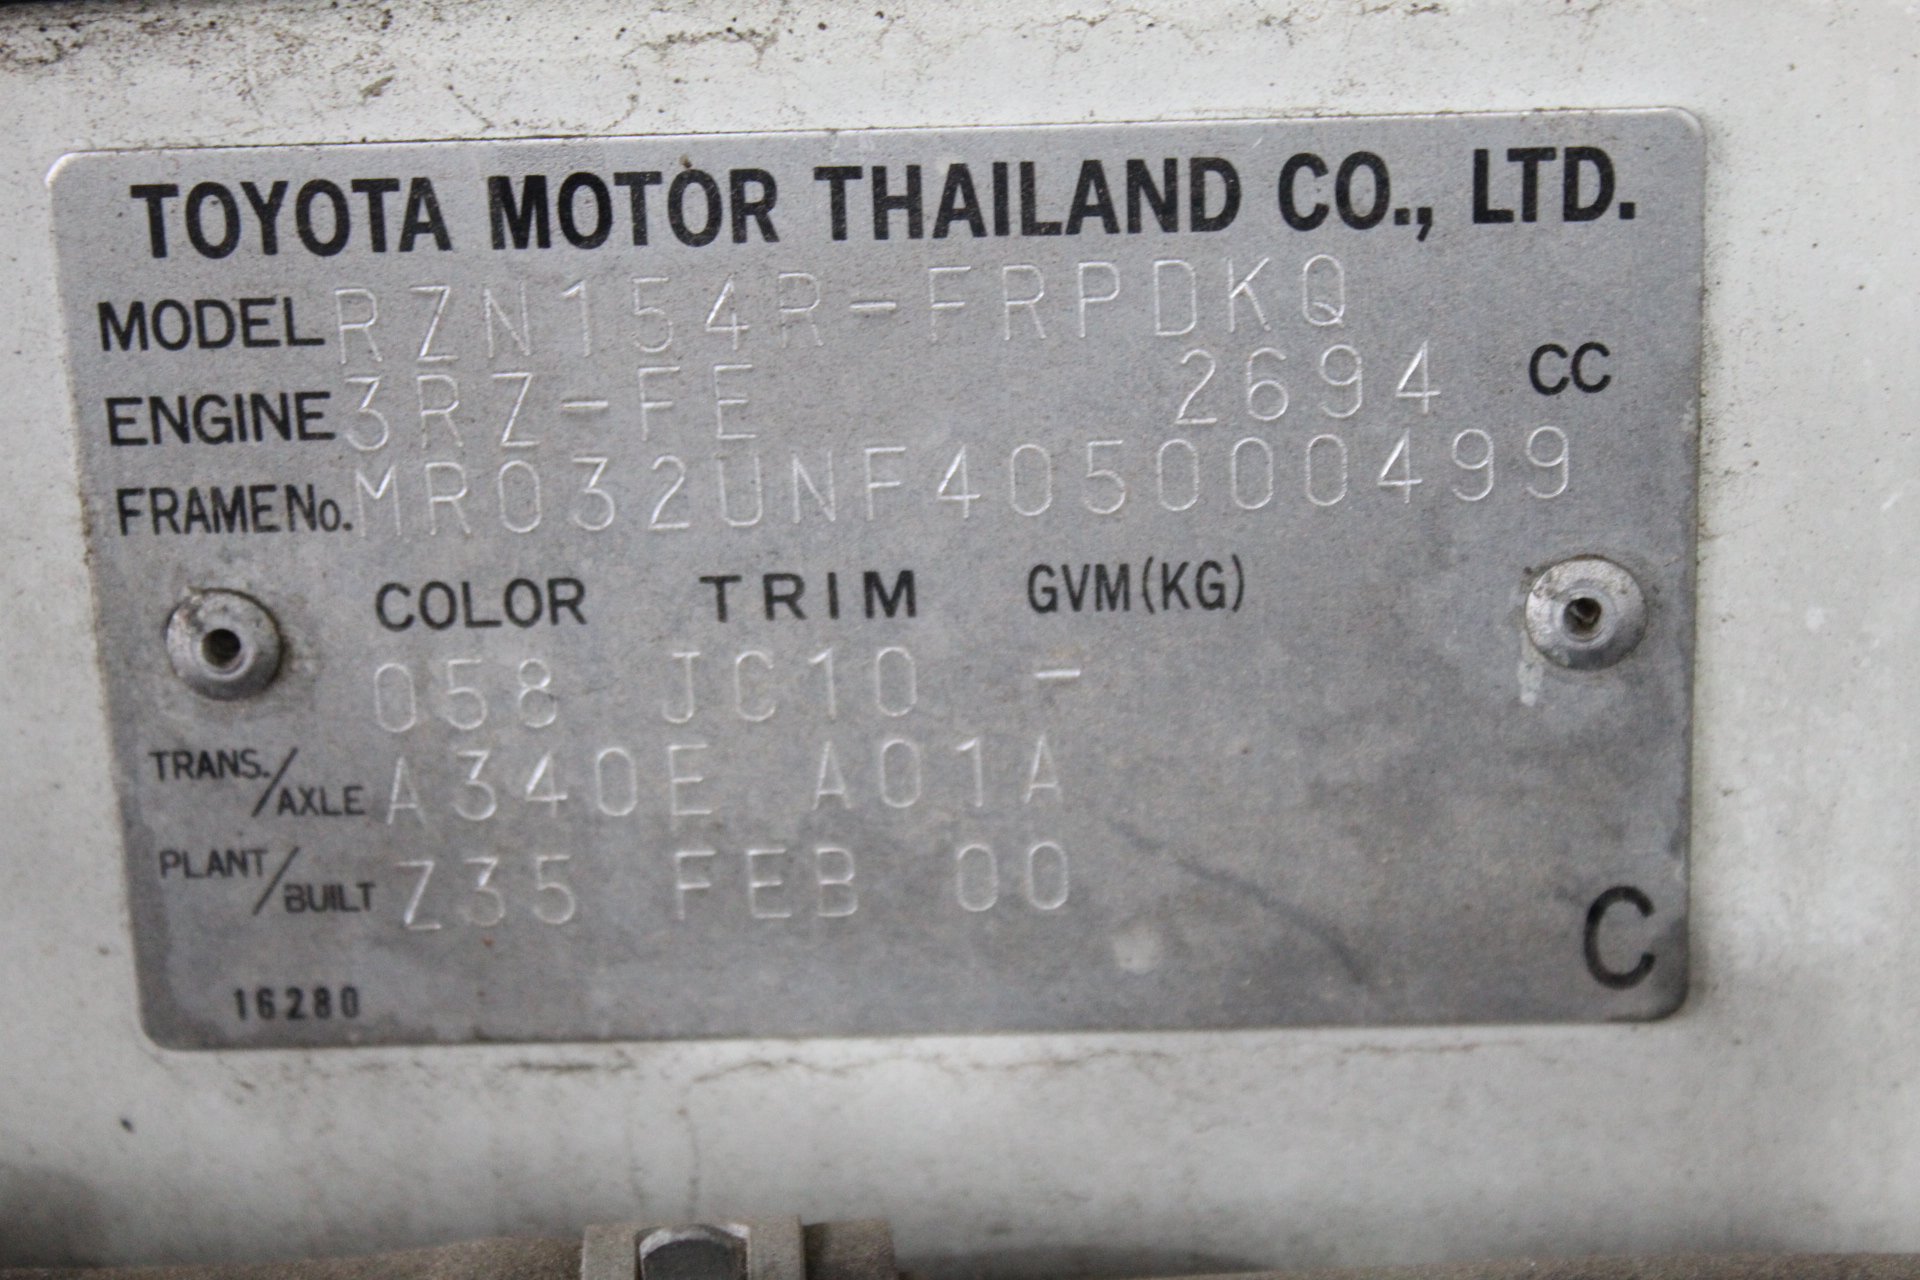 TOYOTA MOTOR THAILAND CO., LTD.
MODEL RZN154R-FRPDKQ
ENGINE 3RZ-FE 2694 CC
FRAME No. MR032UNF405000499
COLOR TRIM GVM(KG)
058 JC10 -
TRANS./AXLE A340E A01A
PLANT/BUILT Z35 FEB 00
C
16280